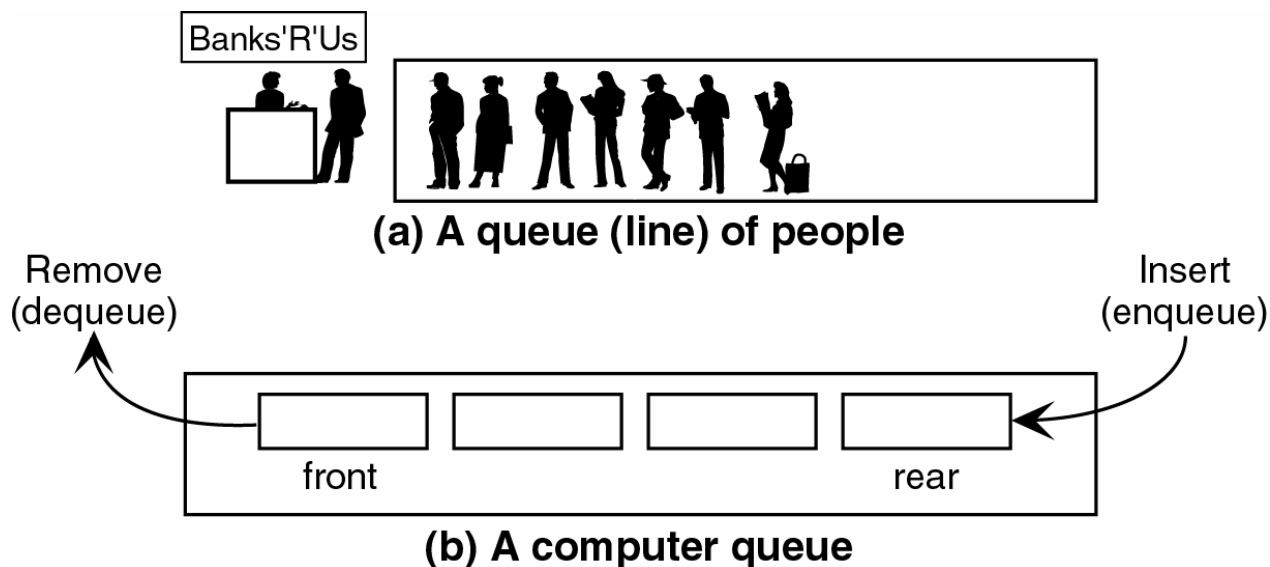 Banks'R'Us
(a) A queue (line) of people
Remove
(dequeue)
Insert
(enqueue)
front
rear
(b) A computer queue